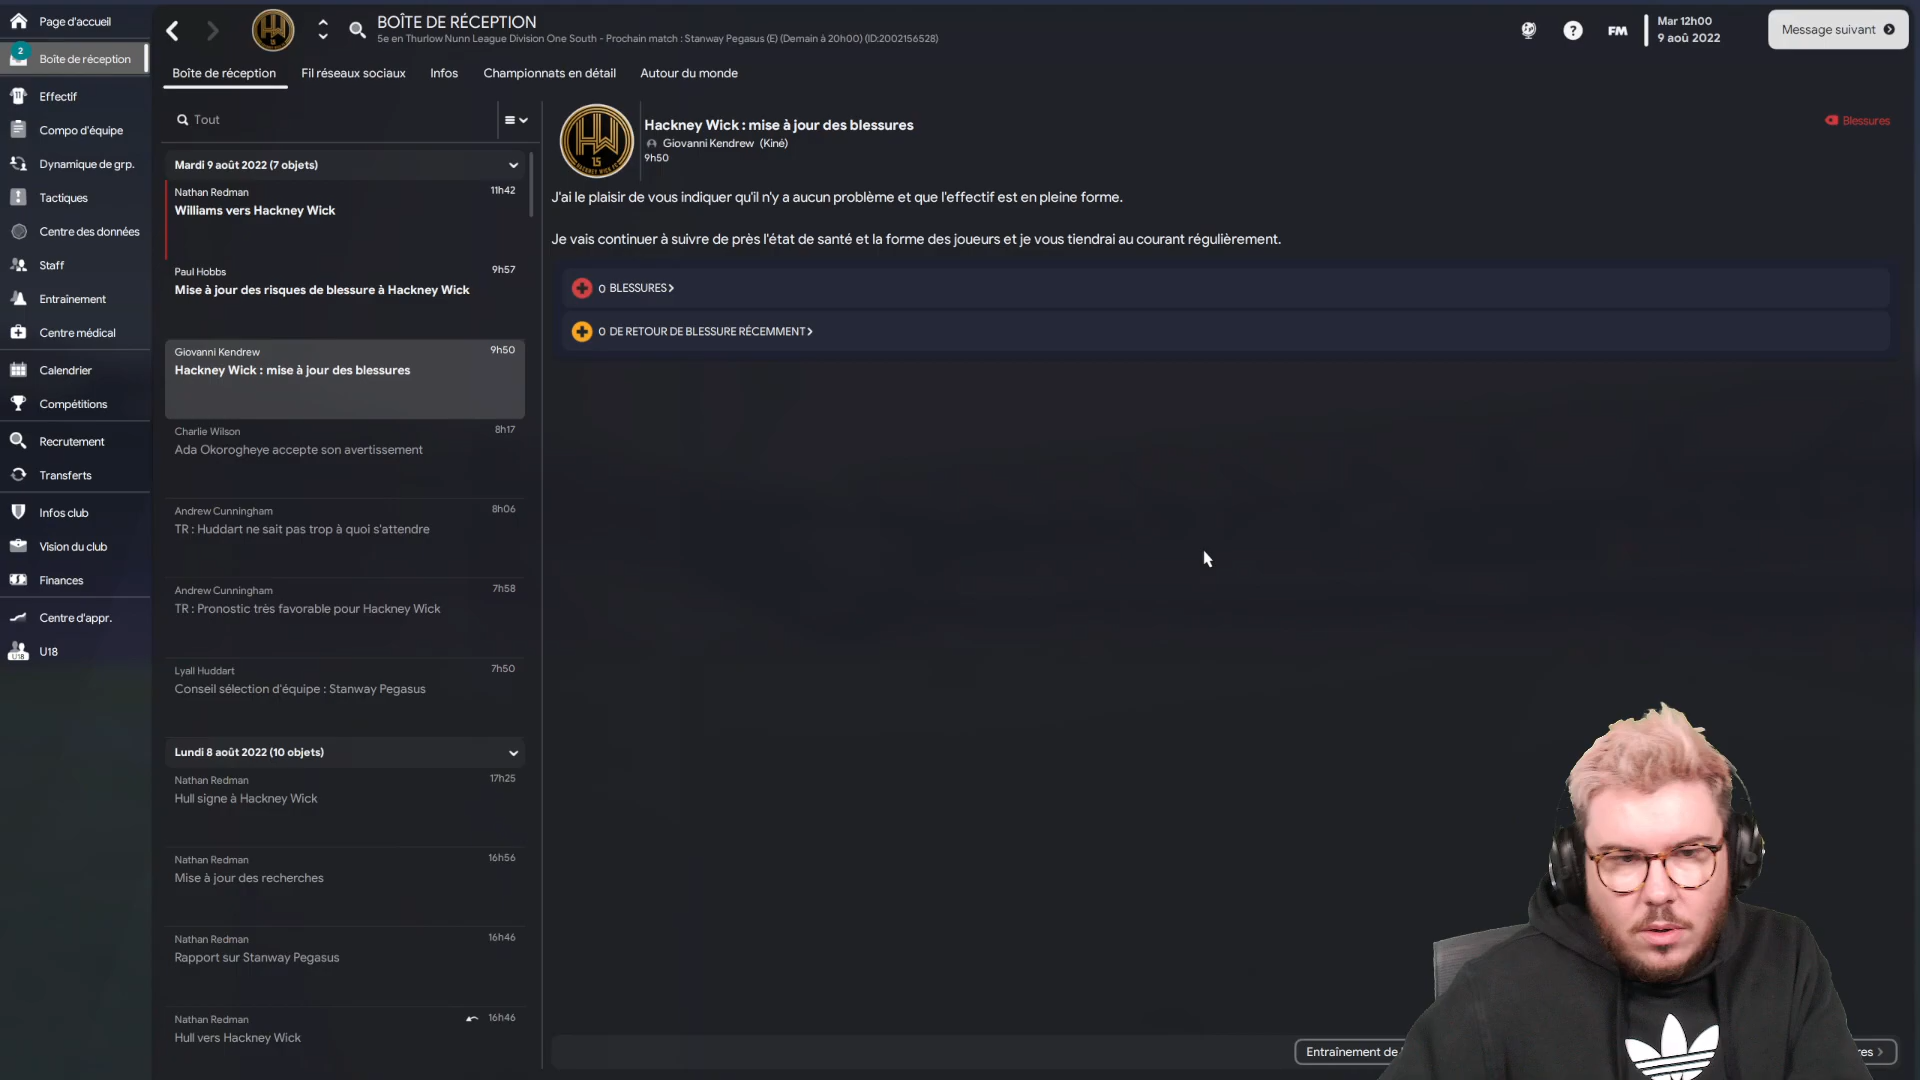 Page d'accueil
2
Boîte de réception
Effectif
Compo d'équipe
Dynamique de grp.
Tactiques
Centre des données
Staff
Entraînement
Centre médical
Calendrier
Compétitions
Recrutement
Transferts
Infos club
Vision du club
Finances
Centre d'appr.
U18
U18
BOÎTE DE RÉCEPTION
5e en Thurlow Nunn League Division One South - Prochain match : Stanway Pegasus (E) (Demain à 20h00) (ID:2002156528)
FM
Mar 12h00
9 aoû 2022
Message suivant
Boîte de réception Fil réseaux sociaux Infos Championnats en détail Autour du monde
Tout
Mardi 9 août 2022 (7 objets)
Nathan Redman 11h42
Williams vers Hackney Wick
Paul Hobbs 9h57
Mise à jour des risques de blessure à Hackney Wick
Giovanni Kendrew 9h50
Hackney Wick : mise à jour des blessures
Charlie Wilson 8h17
Ada Okorogheye accepte son avertissement
Andrew Cunningham 8h06
TR : Huddart ne sait pas trop à quoi s'attendre
Andrew Cunningham 7h58
TR : Pronostic très favorable pour Hackney Wick
Lyall Huddart 7h50
Conseil sélection d'équipe : Stanway Pegasus
Lundi 8 août 2022 (10 objets)
Nathan Redman 17h25
Hull signe à Hackney Wick
Nathan Redman 16h56
Mise à jour des recherches
Nathan Redman 16h46
Rapport sur Stanway Pegasus
Nathan Redman 16h46
Hull vers Hackney Wick
HW
15
HACKNEY WICK FC
Hackney Wick : mise à jour des blessures
Giovanni Kendrew (Kiné)
9h50
Blessures
J'ai le plaisir de vous indiquer qu'il n'y a aucun problème et que l'effectif est en pleine forme.
Je vais continuer à suivre de près l'état de santé et la forme des joueurs et je vous tiendrai au courant régulièrement.
0 BLESSURES
0 DE RETOUR DE BLESSURE RÉCEMMENT
Entraînement de